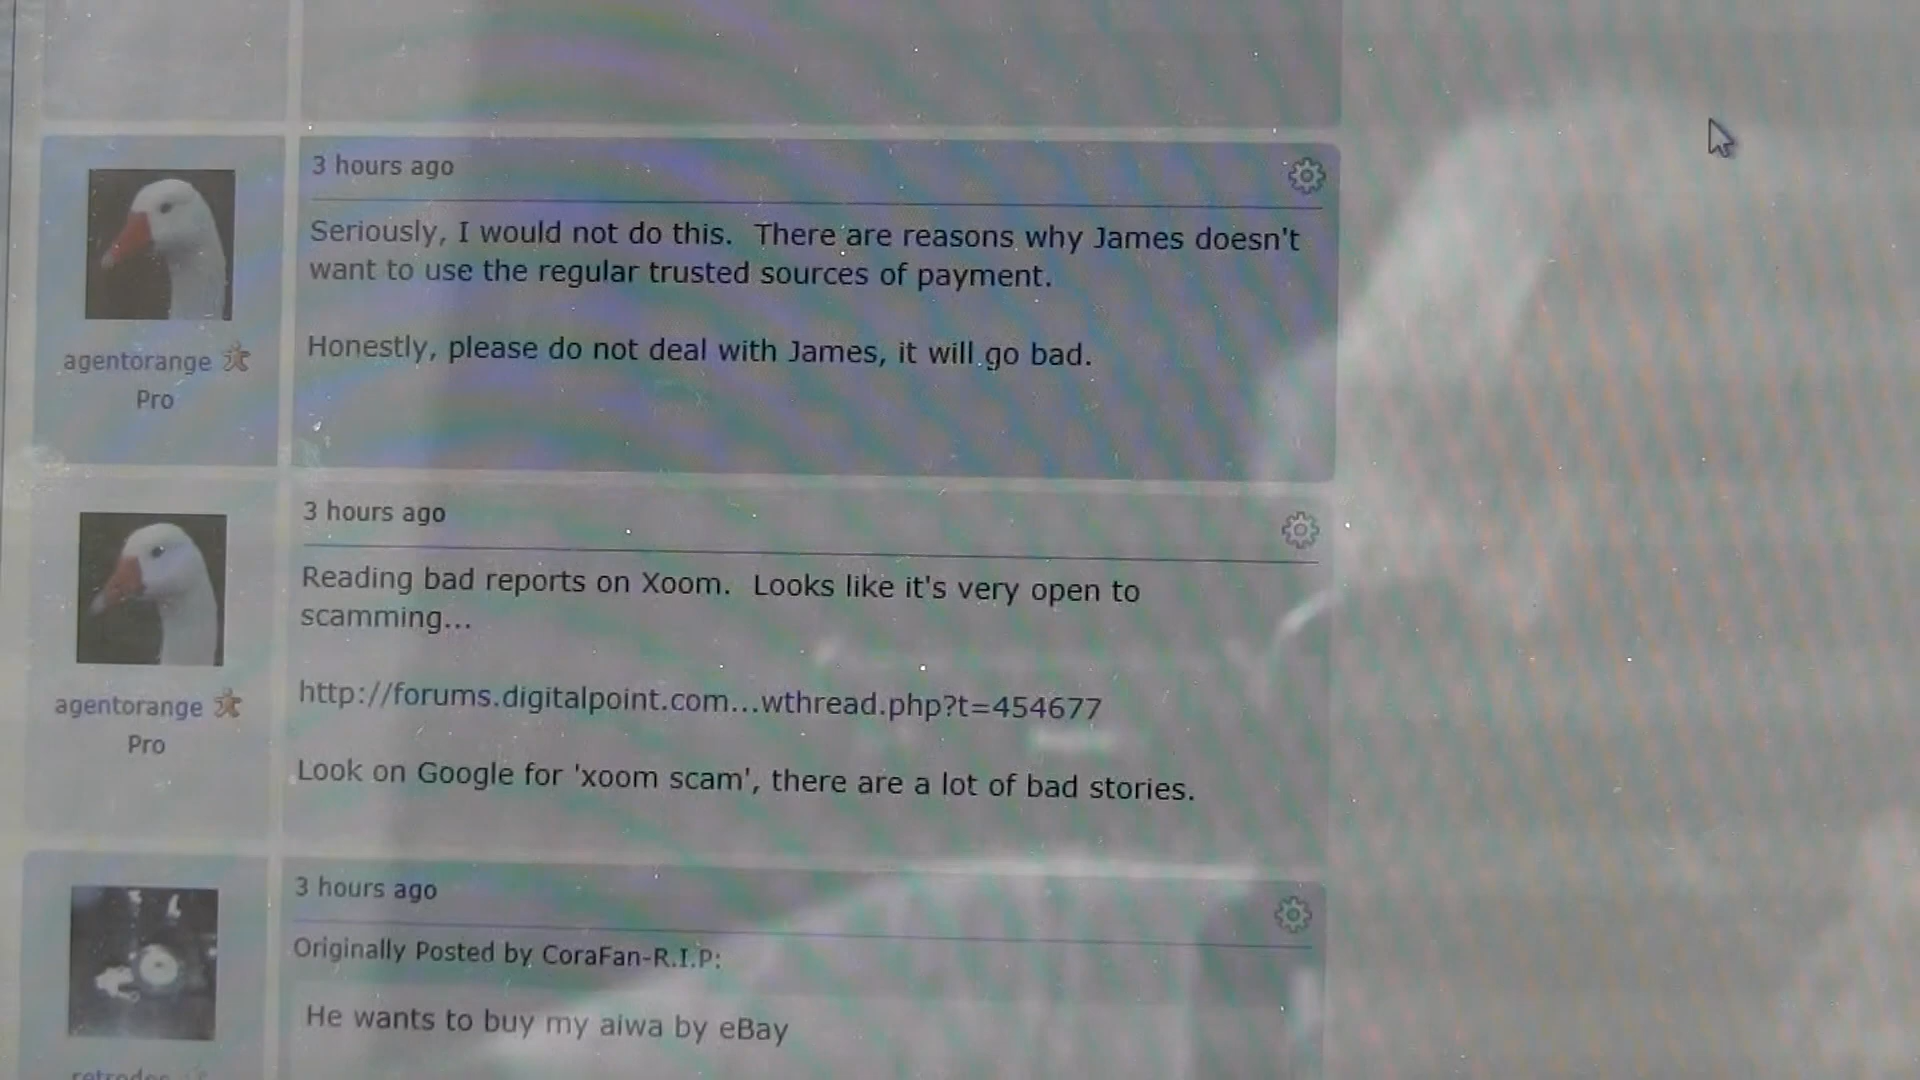 3 hours ago
Seriously, I would not do this.  There are reasons why James doesn't
want to use the regular trusted sources of payment.
Honestly, please do not deal with James, it will go bad.
agentorange
Pro
3 hours ago
Reading bad reports on Xoom.  Looks like it's very open to
scamming...
http://forums.digitalpoint.com...wthread.php?t=454677
Look on Google for 'xoom scam', there are a lot of bad stories.
agentorange
Pro
3 hours ago
Originally Posted by CoraFan-R.I.P:
He wants to buy my aiwa by eBay